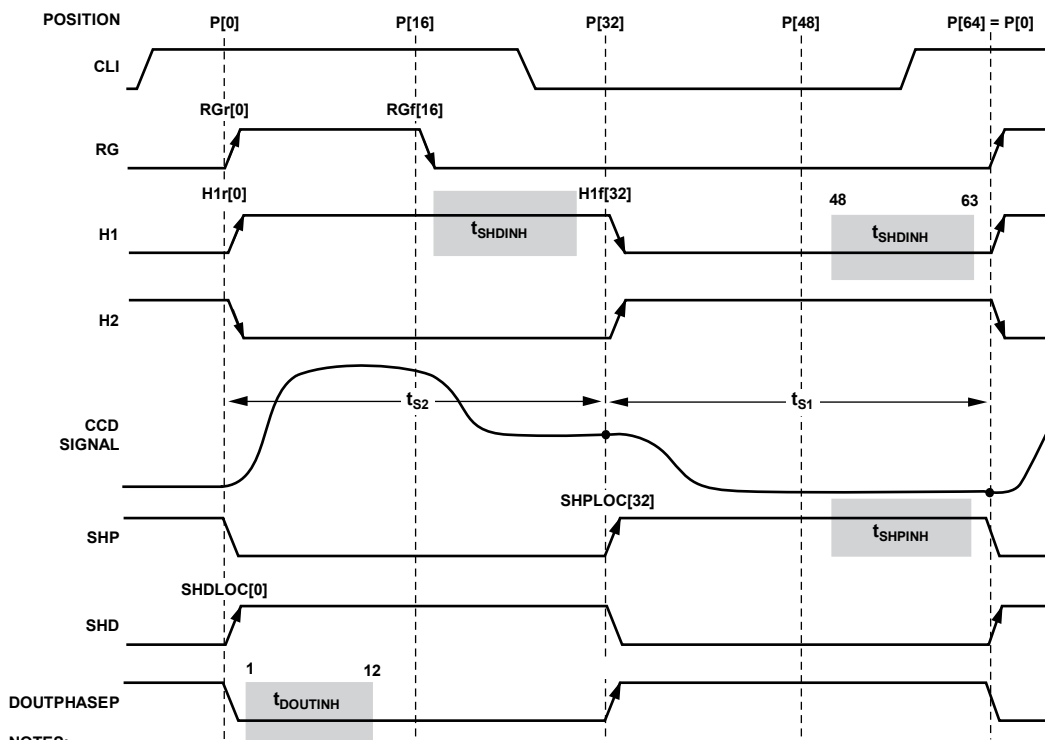 POSITION P[0] P[16] P[32] P[48] P[64] = P[0]
CLI
RGr[0] RGf[16]
RG
H1r[0] H1f[32] 48 63
H1 tSHDINH tSHDINH
H2
tS2 tS1
CCD
SIGNAL
SHPLOC[32]
SHP tSHPINH
SHDLOC[0]
SHD
1 12
DOUTPHASEP tDOUTINH
NOTES: